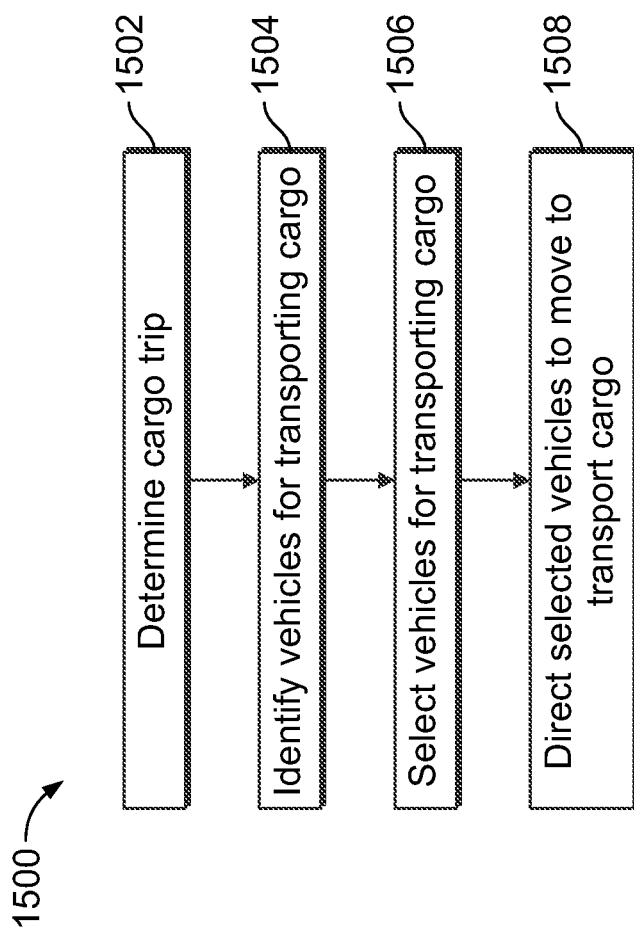 1500
Determine cargo trip
1502
Identify vehicles for transporting cargo
1504
Select vehicles for transporting cargo
1506
Direct selected vehicles to move to
transport cargo
1508